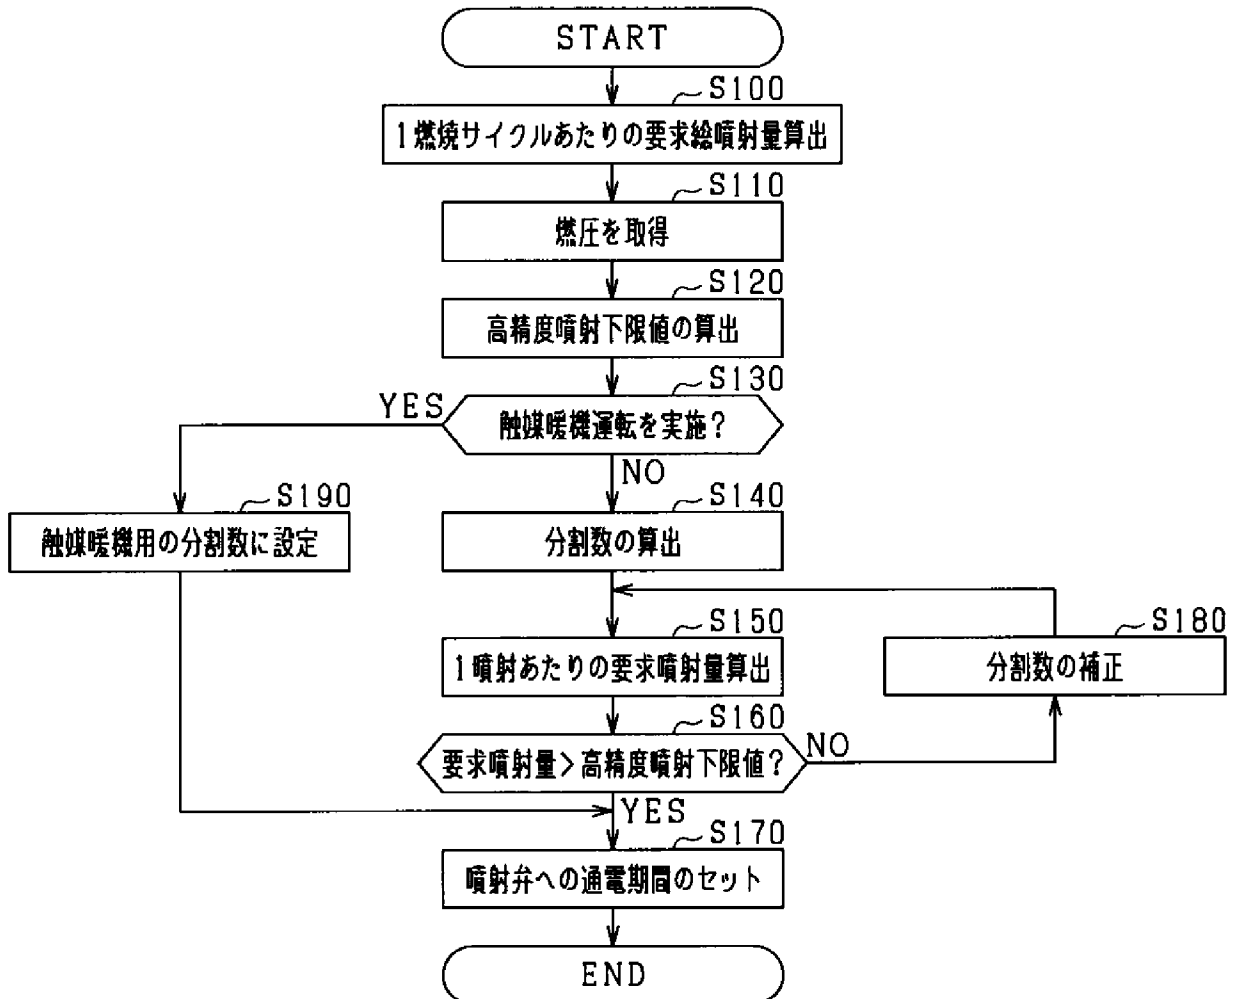 START
S100
1燃焼サイクルあたりの要求絵噴射量算出
S110
燃圧を取得
S120
高精度噴射下限値の算出
S130
触媒暖機運転を実施?
YES
NO
S190
触媒暖機用の分割数に設定
S140
分割数の算出
S150
1噴射あたりの要求噴射量算出
S180
分割数の補正
S160
要求噴射量>高精度噴射下限値?
NO
YES
S170
噴射弁への通電期間のセット
END